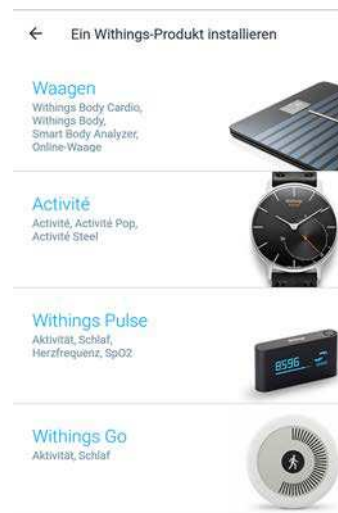 ← Ein Withings-Produkt installieren
Waagen
Withings Body Cardio,
Withings Body,
Smart Body Analyzer,
Online-Waage
Activité
Activité, Activité Pop,
Activité Steel
Withings Pulse
Aktivität, Schlaf,
Herzfrequenz, SpO2
8596
Withings Go
Aktivität, Schlaf